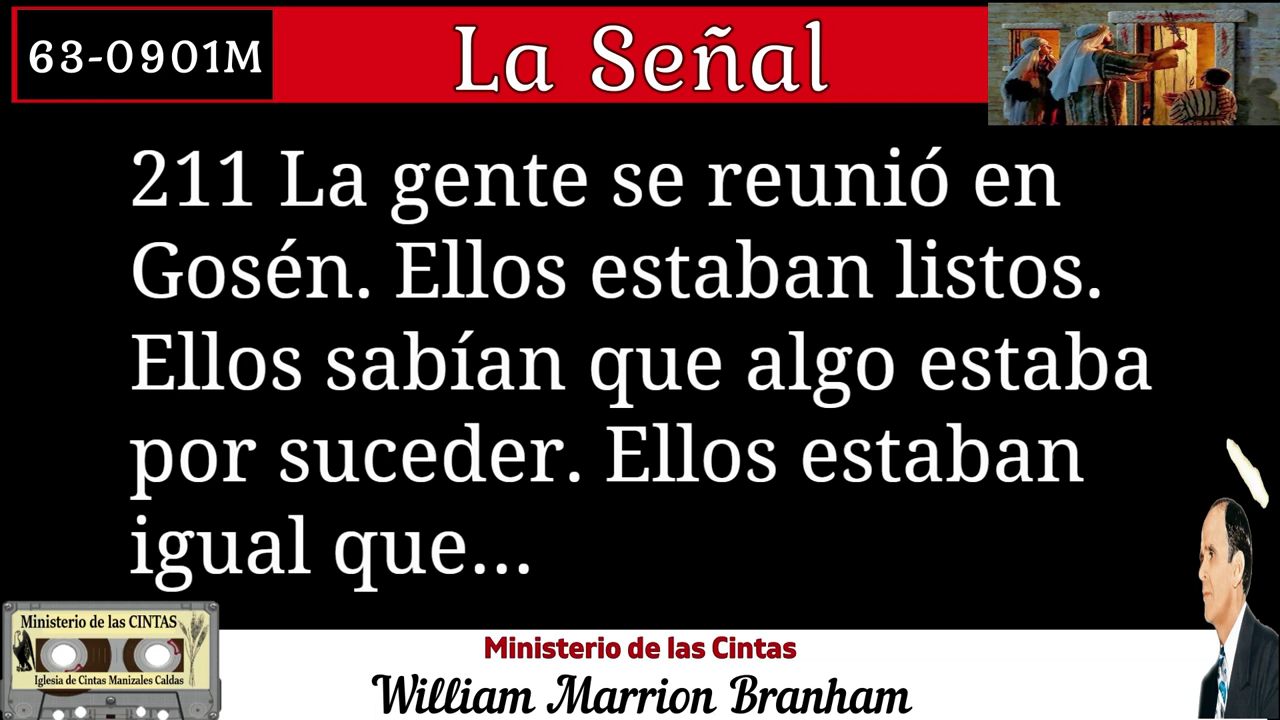 63-0901M
La Señal
211 La gente se reunió en
Gosén. Ellos estaban listos.
Ellos sabían que algo estaba
por suceder. Ellos estaban
igual que...
Ministerio de las CINTAS
Iglesia de Cintas Manizales Caldas
Ministerio de las Cintas
William Marrion Branham